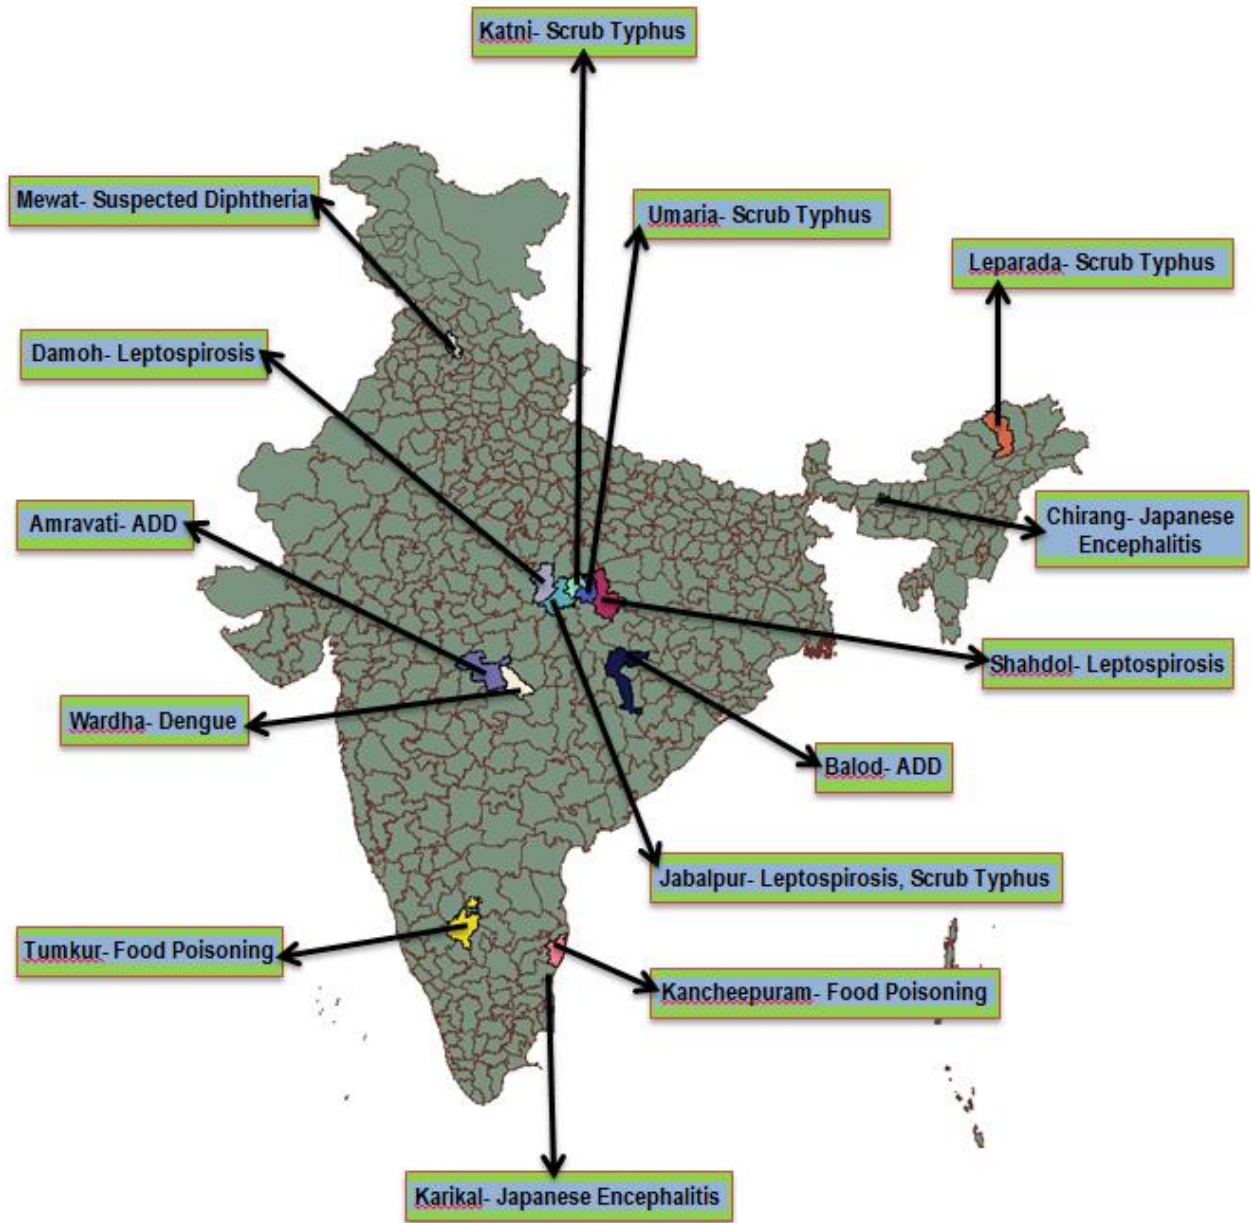 Katni- Scrub Typhus
Mewat- Suspected Diphtheria
Umaria- Scrub Typhus
Leparada- Scrub Typhus
Damoh- Leptospirosis
Amravati- ADD
Chirang- Japanese
Encephalitis
Shahdol- Leptospirosis
Wardha- Dengue
Balod- ADD
Jabalpur- Leptospirosis, Scrub Typhus
Tumkur- Food Poisoning
Kancheepuram- Food Poisoning
Karikal- Japanese Encephalitis